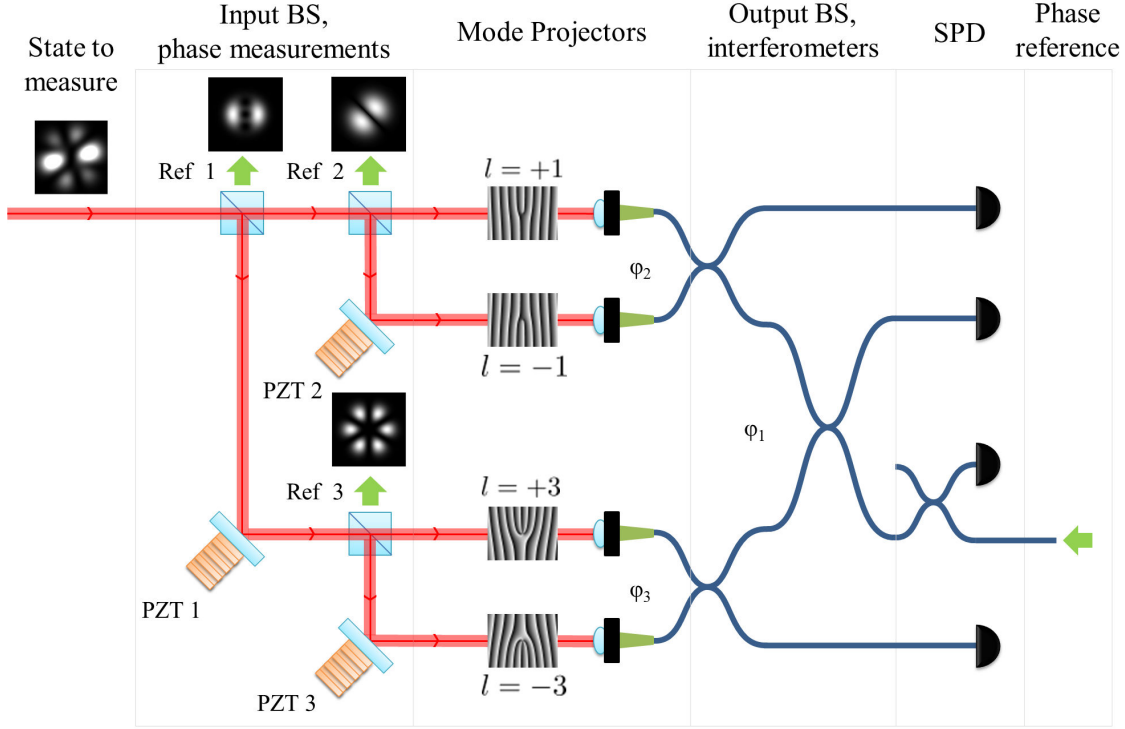 State to
measure
Input BS,
phase measurements
Mode Projectors
Output BS,
interferometers
SPD
Phase
reference
Ref 1
Ref 2
l = +1
φ2
PZT 2
l = −1
φ1
Ref 3
l = +3
PZT 1
φ3
PZT 3
l = −3